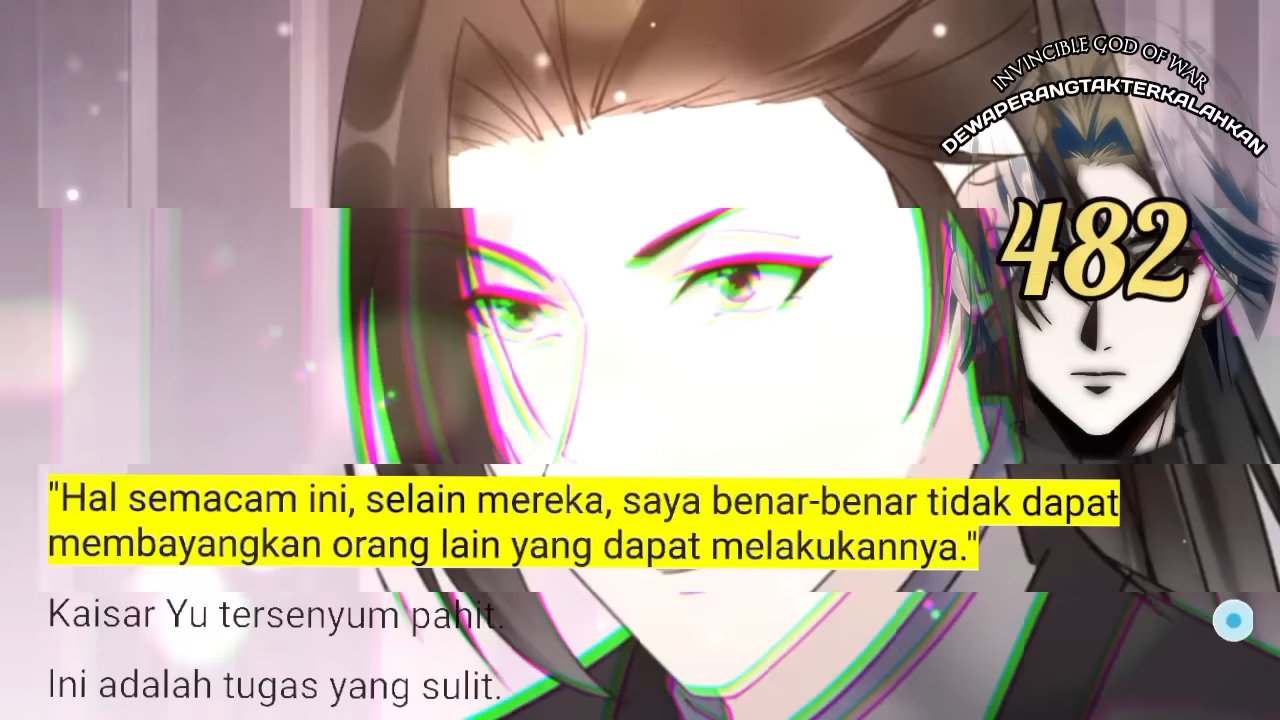 INVINCIBLE GOD OF WAR
DEWAPERANGTAKTERKALAHKAN
482
"Hal semacam ini, selain mereka, saya benar-benar tidak dapat
membayangkan orang lain yang dapat melakukannya."
Kaisar Yu tersenyum pahit.
Ini adalah tugas yang sulit.